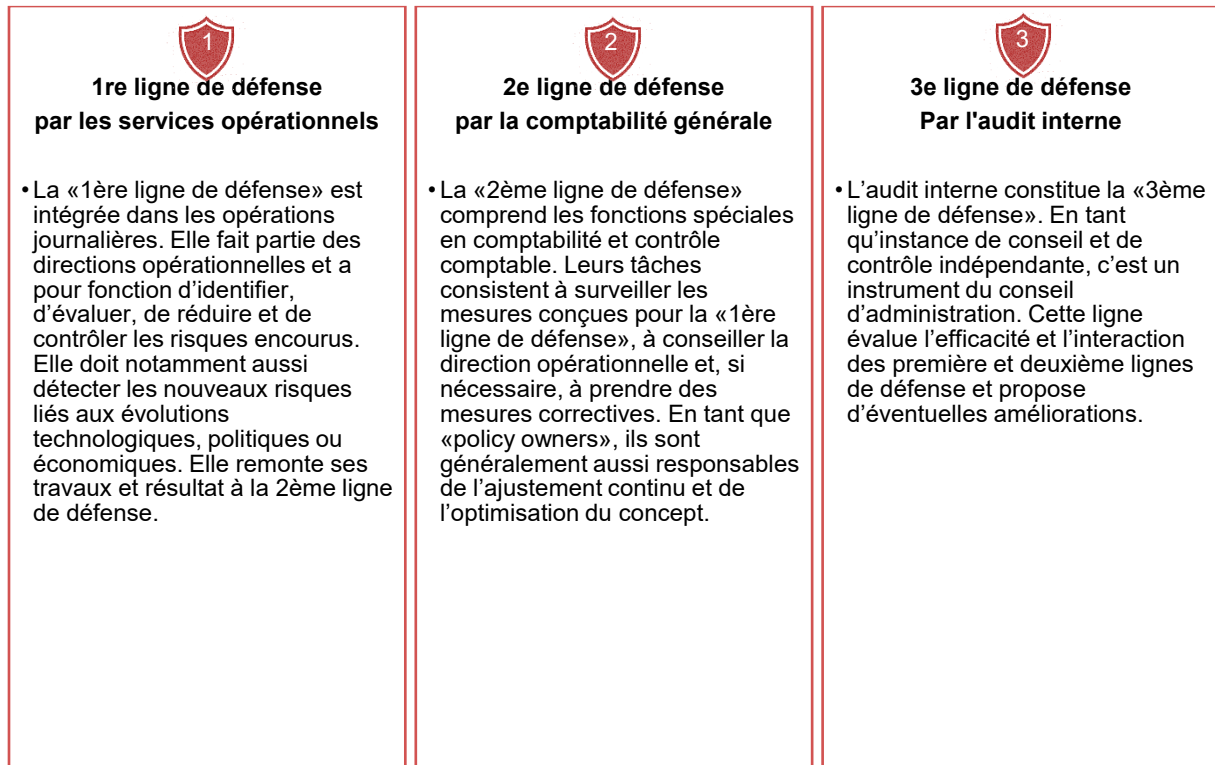 1
1re ligne de défense
par les services opérationnels
• La «1ère ligne de défense» est
intégrée dans les opérations
journalières. Elle fait partie des
directions opérationnelles et a
pour fonction d’identifier,
d’évaluer, de réduire et de
contrôler les risques encourus.
Elle doit notamment aussi
détecter les nouveaux risques
liés aux évolutions
technologiques, politiques ou
économiques. Elle remonte ses
travaux et résultat à la 2ème ligne
de défense.
2
2e ligne de défense
par la comptabilité générale
• La «2ème ligne de défense»
comprend les fonctions spéciales
en comptabilité et contrôle
comptable. Leurs tâches
consistent à surveiller les
mesures conçues pour la «1ère
ligne de défense», à conseiller la
direction opérationnelle et, si
nécessaire, à prendre des
mesures correctives. En tant que
«policy owners», ils sont
généralement aussi responsables
de l’ajustement continu et de
l’optimisation du concept.
3
3e ligne de défense
Par l'audit interne
• L’audit interne constitue la «3ème
ligne de défense». En tant
qu’instance de conseil et de
contrôle indépendante, c’est un
instrument du conseil
d’administration. Cette ligne
évalue l’efficacité et l’interaction
des première et deuxième lignes
de défense et propose
d’éventuelles améliorations.